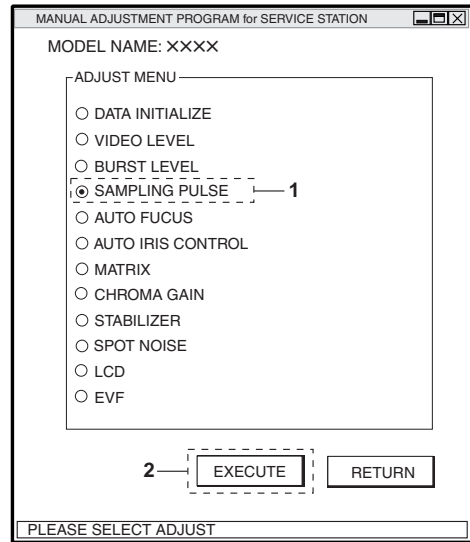 MANUAL ADJUSTMENT PROGRAM for SERVICE STATION
MODEL NAME: ××××
ADJUST MENU
DATA INITIALIZE
VIDEO LEVEL
BURST LEVEL
SAMPLING PULSE
1
AUTO FUCUS
AUTO IRIS CONTROL
MATRIX
CHROMA GAIN
STABILIZER
SPOT NOISE
LCD
EVF
2
EXECUTE
RETURN
PLEASE SELECT ADJUST